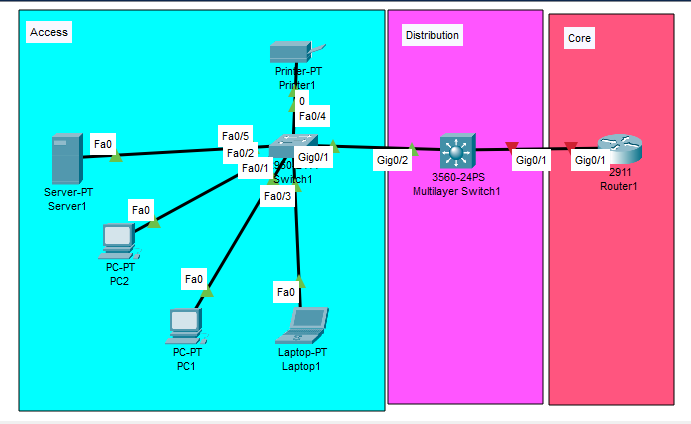 Access
Distribution
Core
Printer-PT
Printer1
0
Fa0/4
Fa0/5
Fa0
Fa0/2
Gig0/1
Gig0/2
Gig0/1
Gig0/1
Fa0/1
Switch1
3560-24PS
Multilayer Switch1
2911
Router1
Server-PT
Server1
Fa0/3
Fa0
PC-PT
PC2
Fa0
Fa0
PC-PT
PC1
Laptop-PT
Laptop1